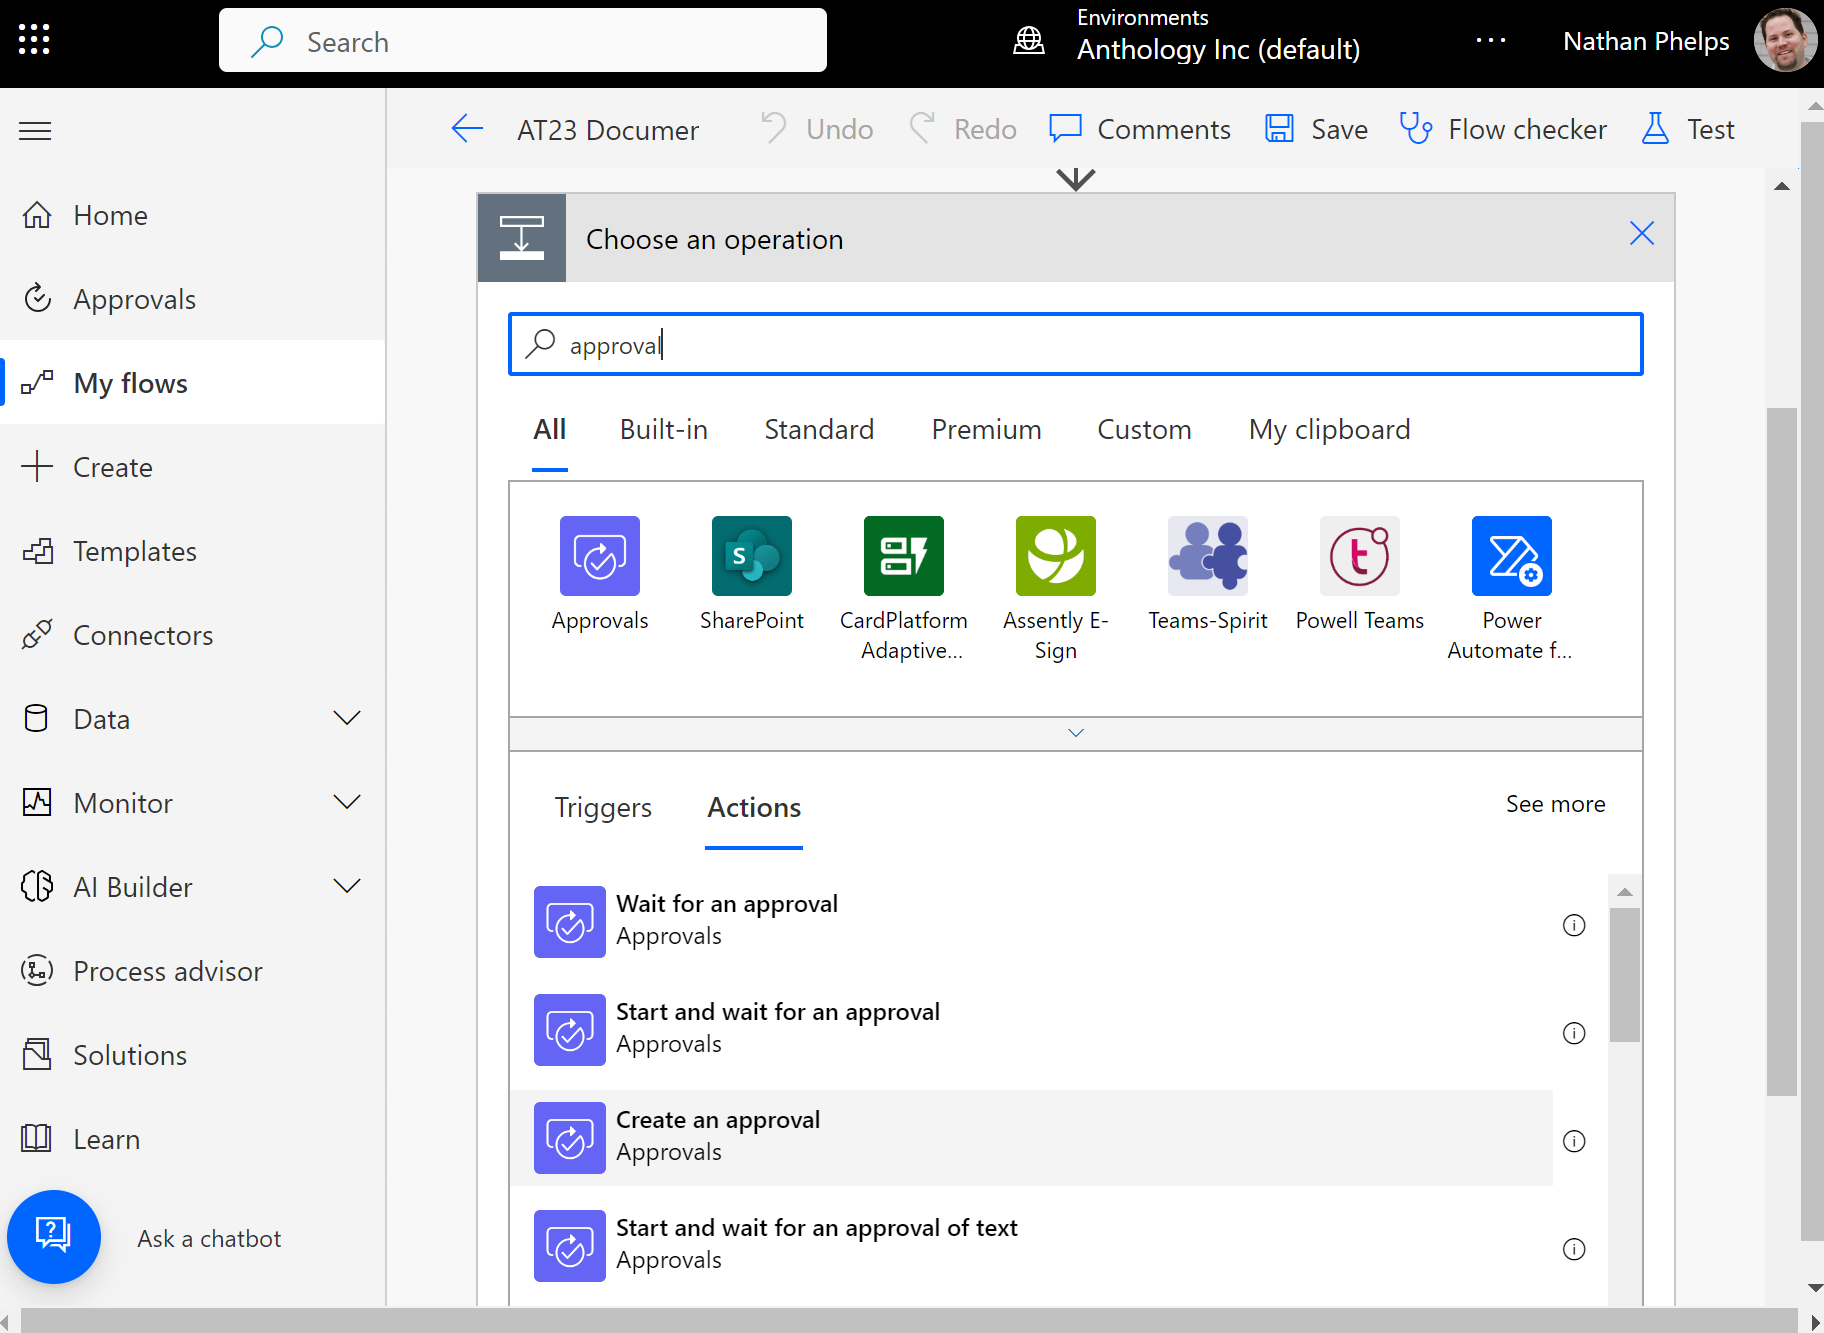 Search
Environments
Anthology Inc (default)
Nathan Phelps
AT23 Documer
Undo
Redo
Comments
Save
Flow checker
Test
Home
Approvals
My flows
Create
Templates
Connectors
Data
Monitor
AI Builder
Process advisor
Solutions
Learn
Ask a chatbot
Choose an operation
approval
All
Built-in
Standard
Premium
Custom
My clipboard
Approvals
SharePoint
CardPlatform
Adaptive...
Assently E-
Sign
Teams-Spirit
Powell Teams
Power
Automate f...
Triggers
Actions
See more
Wait for an approval
Approvals
Start and wait for an approval
Approvals
Create an approval
Approvals
Start and wait for an approval of text
Approvals